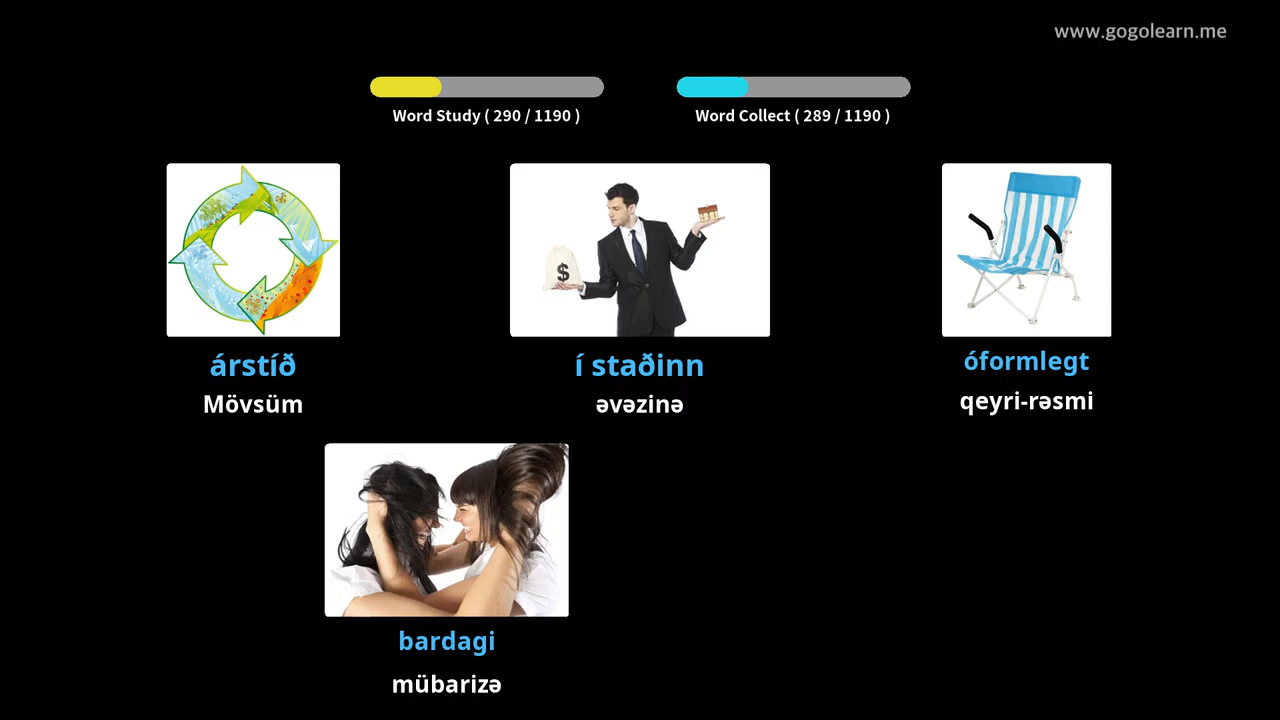 www.gogolearn.me
Word Study ( 290 / 1190 )
Word Collect ( 289 / 1190 )
$
árstíð
í staðinn
óformlegt
Mövsüm
əvəzinə
qeyri-rəsmi
bardagi
mübarizə